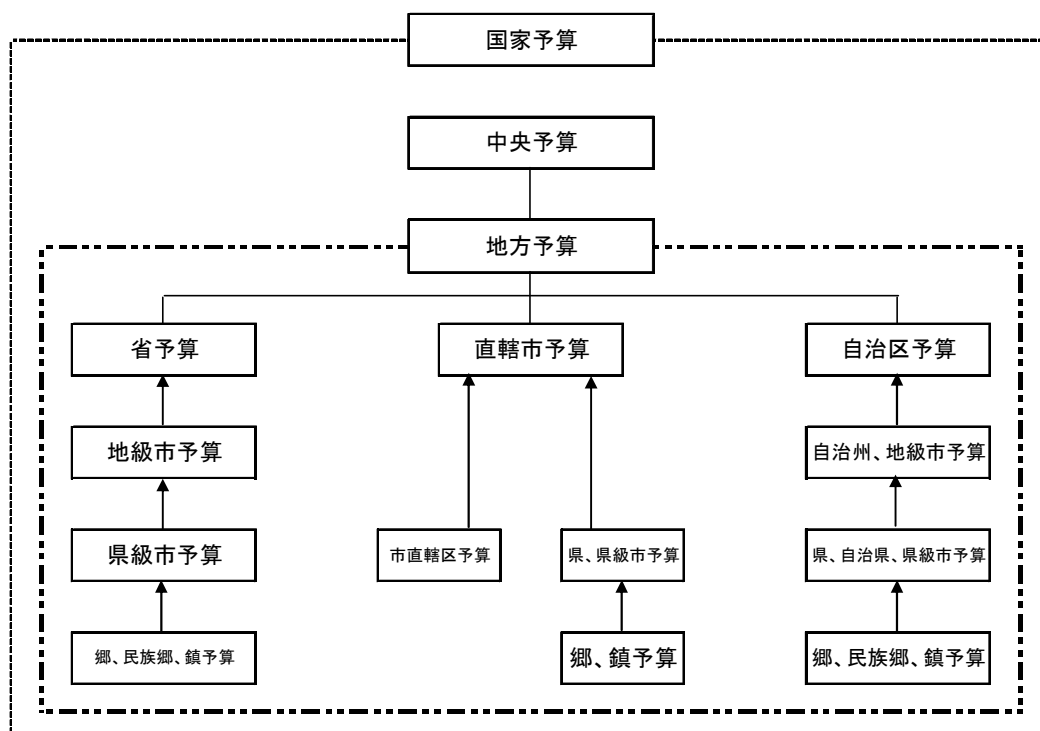 国家予算
中央予算
地方予算
省予算
直轄市予算
自治区予算
地級市予算
自治州、地級市予算
県級市予算
市直轄区予算
県、県級市予算
県、自治県、県級市予算
郷、民族郷、鎮予算
郷、鎮予算
郷、民族郷、鎮予算